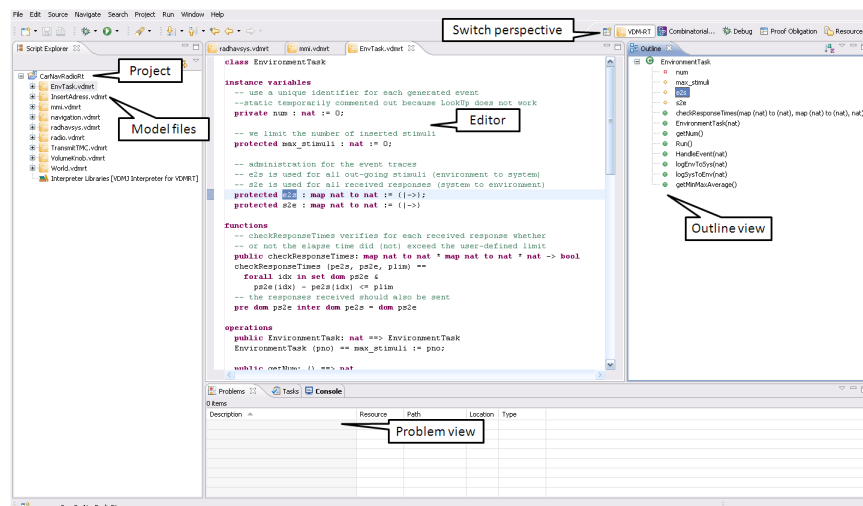 File Edit Source Navigate Search Project Run Window Help
Switch perspective
VDM-RT Combinatorial... Debug Proof Obligation Resource
Script Explorer
Project
CarNavRadioRt
EnvTask.vdmrt
InsertAdress.vdmrt
mmi.vdmrt
navigation.vdmrt
radhavsys.vdmrt
radio.vdmrt
TransmitTMC.vdmrt
VolumeKnob.vdmrt
World.vdmrt
Interpreter Libraries [VDMJ Interpreter for VDMRT]
Model files
radhavsys.vdmrt mmi.vdmrt EnvTask.vdmrt
class EnvironmentTask
instance variables
-- use a unique identifier for each generated event
--static temporarily commented out because LookUp does not work
private num : nat := 0;
Editor
-- we limit the number of inserted stimuli
protected max_stimuli : nat := 0;
-- administration for the event traces
-- e2s is used for all out-going stimuli (environment to system)
-- s2e is used for all received responses (system to environment)
protected e2s : map nat to nat := {|->};
protected s2e : map nat to nat := {|->}
functions
-- checkResponseTimes verifies for each received response whether
-- or not the elapse time did (not) exceed the user-defined limit
public checkResponseTimes: map nat to nat * map nat to nat * nat -> bool
checkResponseTimes (pe2s, ps2e, plim) ==
forall idx in set dom ps2e &
ps2e(idx) - pe2s(idx) <= plim
-- the responses received should also be sent
pre dom ps2e inter dom pe2s = dom ps2e
operations
public EnvironmentTask: nat ==> EnvironmentTask
EnvironmentTask (pno) == max_stimuli := pno;
public getNum: () ==> nat
Outline
EnvironmentTask
num
max_stimuli
e2s
s2e
checkResponseTimes(map (nat) to (nat), map (nat) to (nat), nat)
EnvironmentTask(nat)
getNum()
Run()
HandleEvent(nat)
logEnvToSys(nat)
logSysToEnv(nat)
getMinMaxAverage()
Outline view
Problems Tasks Console
0 items
Description Resource Path Location Type
Problem view